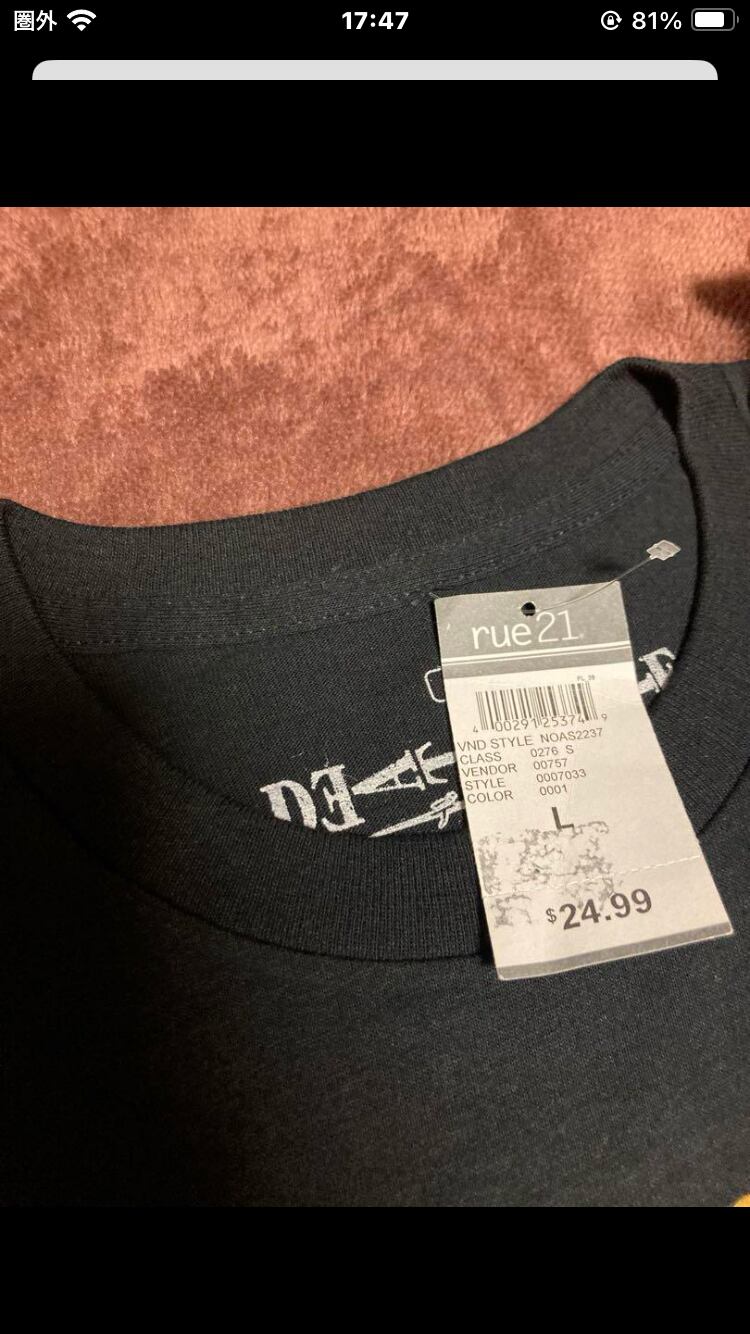 圏外 17:47 81%
rue21
PL 39
4 00291 25374 9
VND STYLE NOAS2237
CLASS 0276 S
VENDOR 00757
STYLE 0007033
COLOR 0001
L
$24.99
DEAT